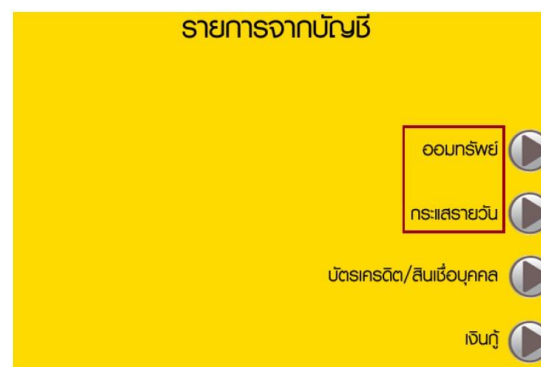 รายการจากบัญชี
ออมทรัพย์
กระแสรายวัน
บัตรเครดิต/สินเชื่อบุคคล
เงินกู้